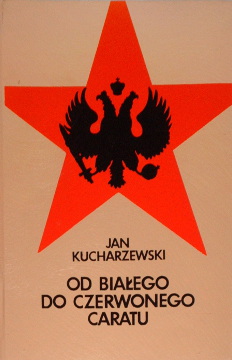 JAN
KUCHARZEWSKI
OD BIAŁEGO
DO CZERWONEGO
CARATU